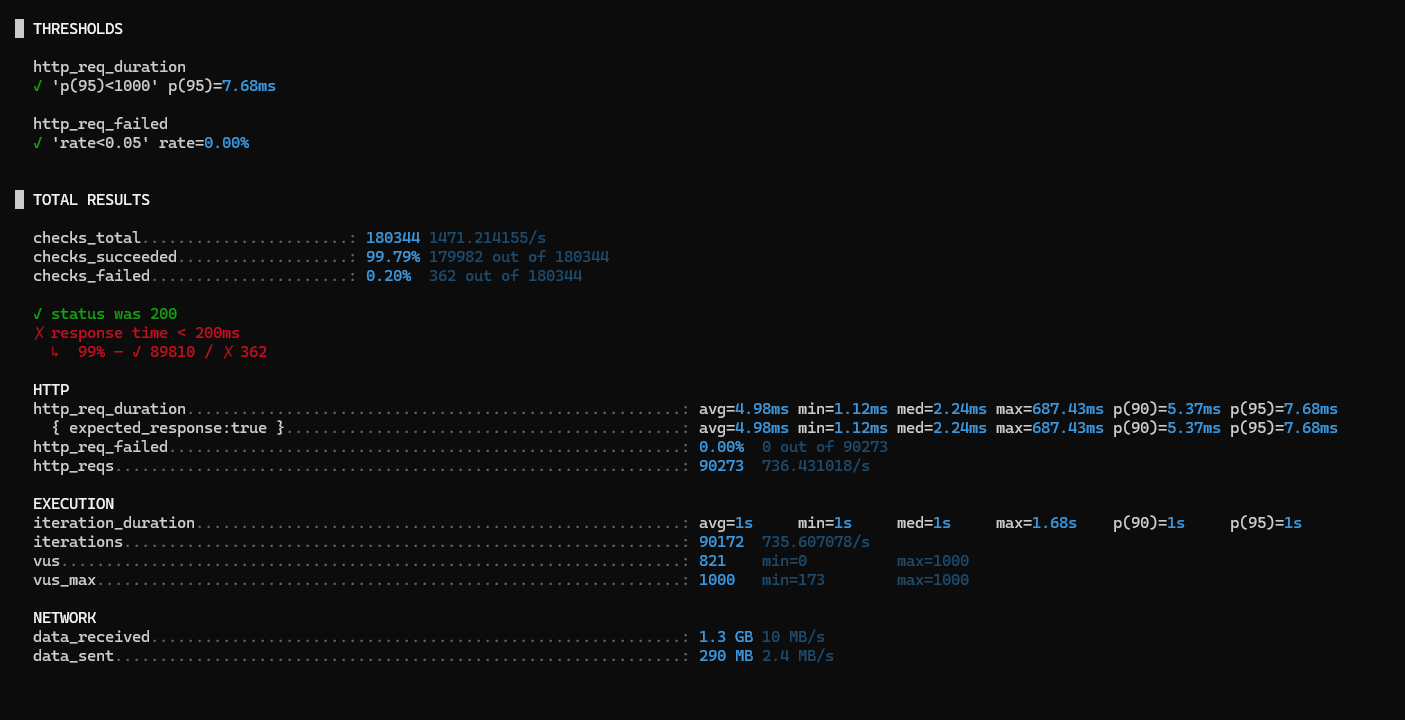 █ THRESHOLDS
http_req_duration
✓ 'p(95)<1000' p(95)=7.68ms
http_req_failed
✓ 'rate<0.05' rate=0.00%
█ TOTAL RESULTS
checks_total.......................: 180344 1471.214155/s
checks_succeeded...................: 99.79% 179982 out of 180344
checks_failed......................: 0.20%  362 out of 180344
✓ status was 200
✗ response time < 200ms
↳  99% — ✓ 89810 / ✗ 362
HTTP
http_req_duration.......................................................: avg=4.98ms min=1.12ms med=2.24ms max=687.43ms p(90)=5.37ms p(95)=7.68ms
{ expected_response:true }............................................: avg=4.98ms min=1.12ms med=2.24ms max=687.43ms p(90)=5.37ms p(95)=7.68ms
http_req_failed.........................................................: 0.00%  0 out of 90273
http_reqs...............................................................: 90273  736.431018/s
EXECUTION
iteration_duration......................................................: avg=1s     min=1s     med=1s     max=1.68s    p(90)=1s     p(95)=1s
iterations..............................................................: 90172  735.607078/s
vus.....................................................................: 821    min=0          max=1000
vus_max.................................................................: 1000   min=173        max=1000
NETWORK
data_received...........................................................: 1.3 GB 10 MB/s
data_sent...............................................................: 290 MB 2.4 MB/s